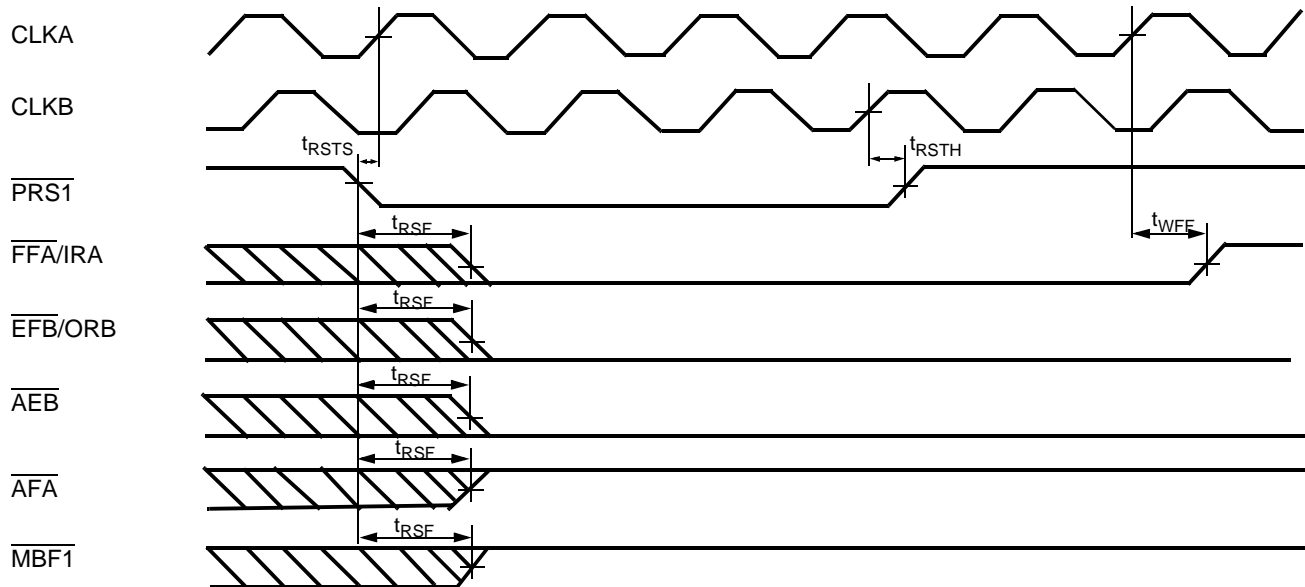 CLKA
CLKB
tRSTS
tRSTH
PRS1
tRSF
tWFF
FFA/IRA
tRSF
EFB/ORB
tRSF
AEB
tRSF
AFA
tRSF
MBF1